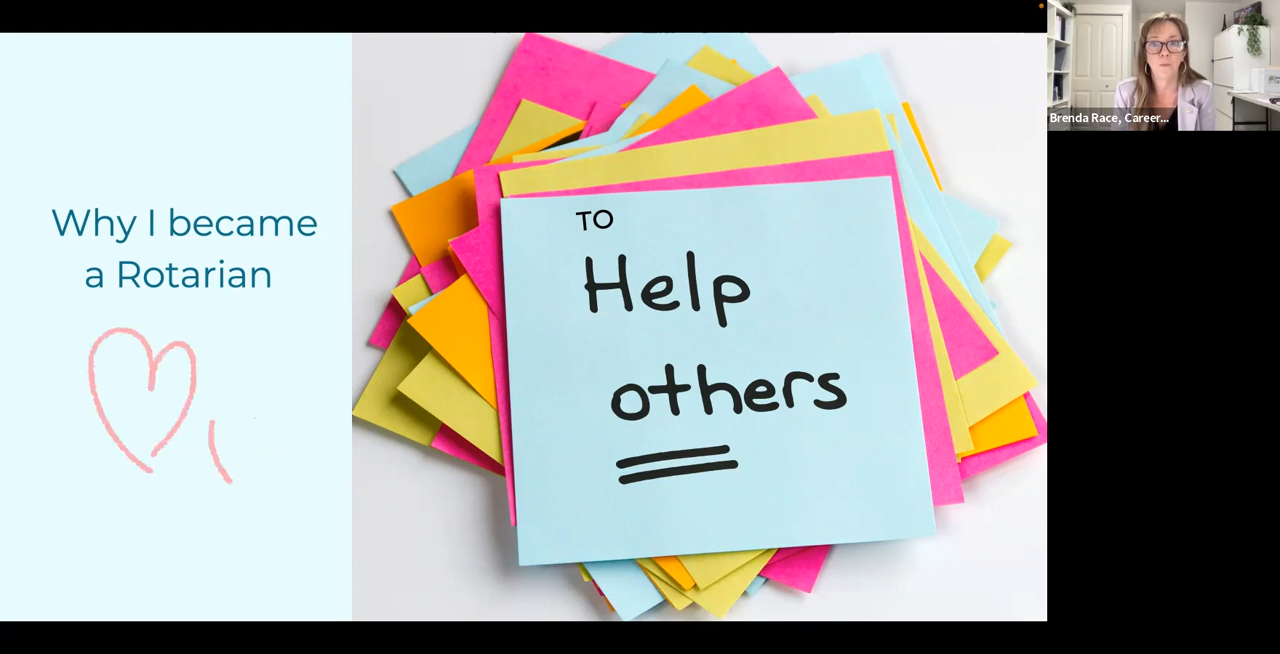 Why I became
a Rotarian
TO
Help
others
Brenda Race, Career...